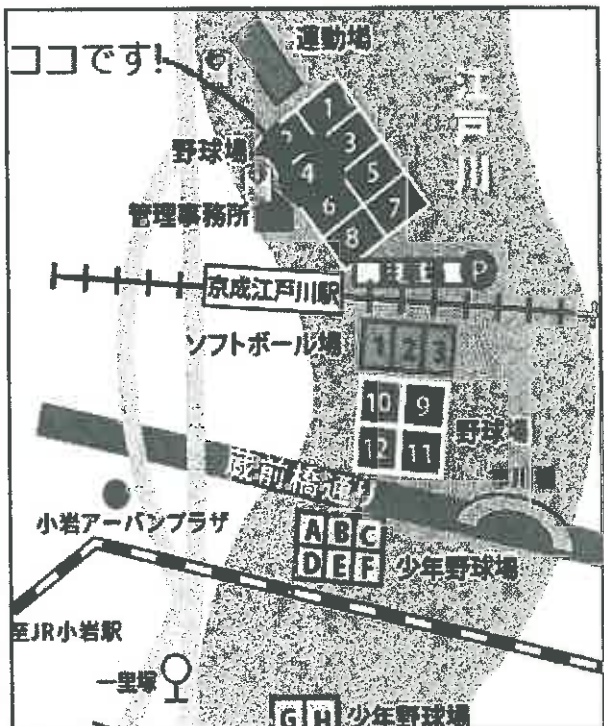 運動場
ココです!
江戸川
1
2
3
野球場
4
5
6
7
管理事務所
8
駐車場 P
京成江戸川駅
ソフトボール場
1 2 3
10 9
野球場
12 11
蔵前橋通り
小岩アーバンプラザ
A B C
D E F
少年野球場
至JR小岩駅
一里塚
G H 少年野球場